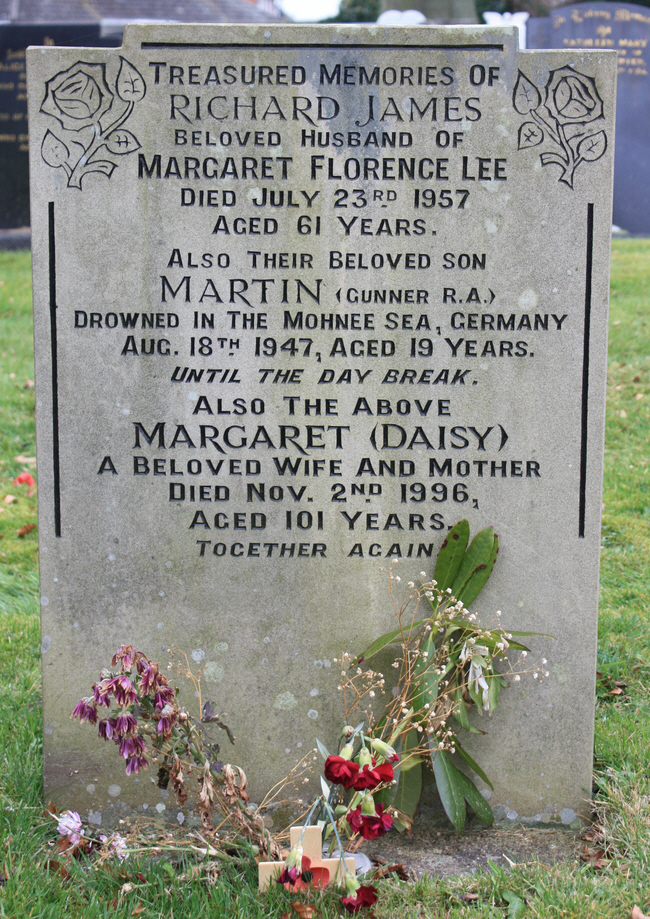 TREASURED MEMORIES OF
RICHARD JAMES
BELOVED HUSBAND OF
MARGARET FLORENCE LEE
DIED JULY 23RD 1957
AGED 61 YEARS.
ALSO THEIR BELOVED SON
MARTIN (GUNNER R.A.)
DROWNED IN THE MOHNEE SEA, GERMANY
AUG. 18TH 1947, AGED 19 YEARS.
UNTIL THE DAY BREAK.
ALSO THE ABOVE
MARGARET (DAISY)
A BELOVED WIFE AND MOTHER
DIED NOV. 2ND 1996,
AGED 101 YEARS.
TOGETHER AGAIN